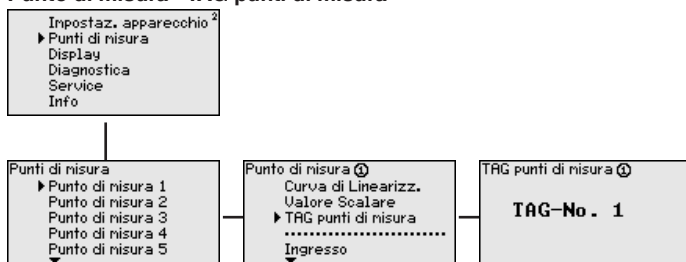 Impostaz. apparecchio 2
Punti di misura
Display
Diagnostica
Service
Info
Punti di misura
Punto di misura 1
Punto di misura 2
Punto di misura 3
Punto di misura 4
Punto di misura 5
Punto di misura ①
Curva di Linearizz.
Valore Scalare
TAG punti di misura
Ingresso
TAG punti di misura ①
TAG-No. 1